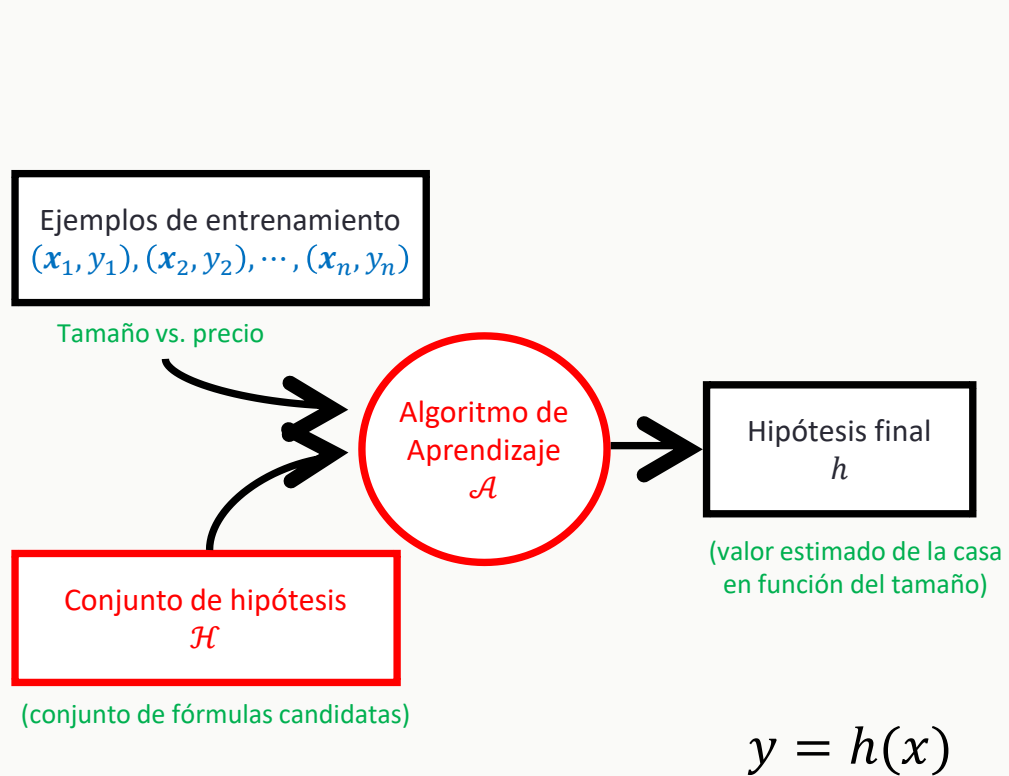 Ejemplos de entrenamiento
(𝒙₁, y₁), (𝒙₂, y₂), ⋯ , (𝒙ₙ, yₙ)
Tamaño vs. precio
Algoritmo de
Aprendizaje
𝒜
Hipótesis final
h
(valor estimado de la casa
en función del tamaño)
Conjunto de hipótesis
ℋ
(conjunto de fórmulas candidatas)
y = h(x)